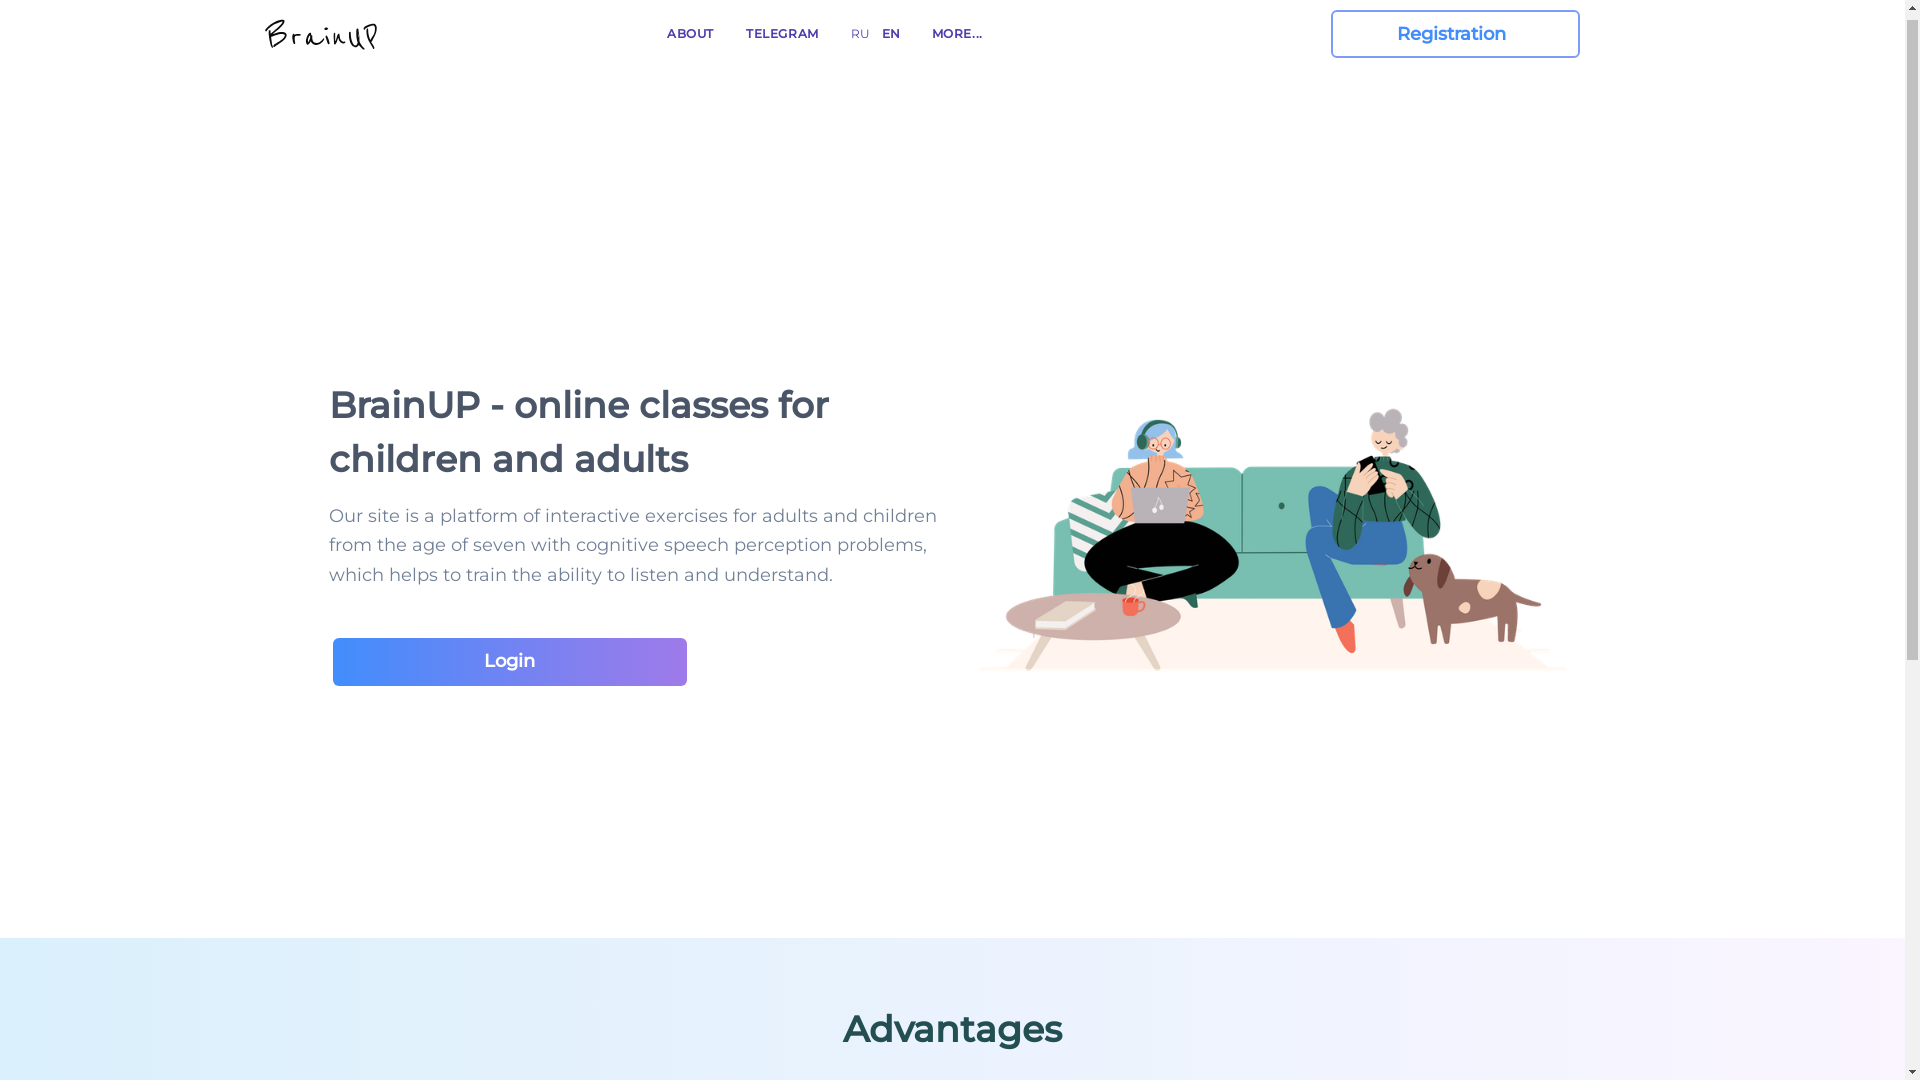 BrainUP
ABOUT
TELEGRAM
RU
EN
MORE...
Registration
BrainUP - online classes for
children and adults
Our site is a platform of interactive exercises for adults and children
from the age of seven with cognitive speech perception problems,
which helps to train the ability to listen and understand.
Login
Advantages